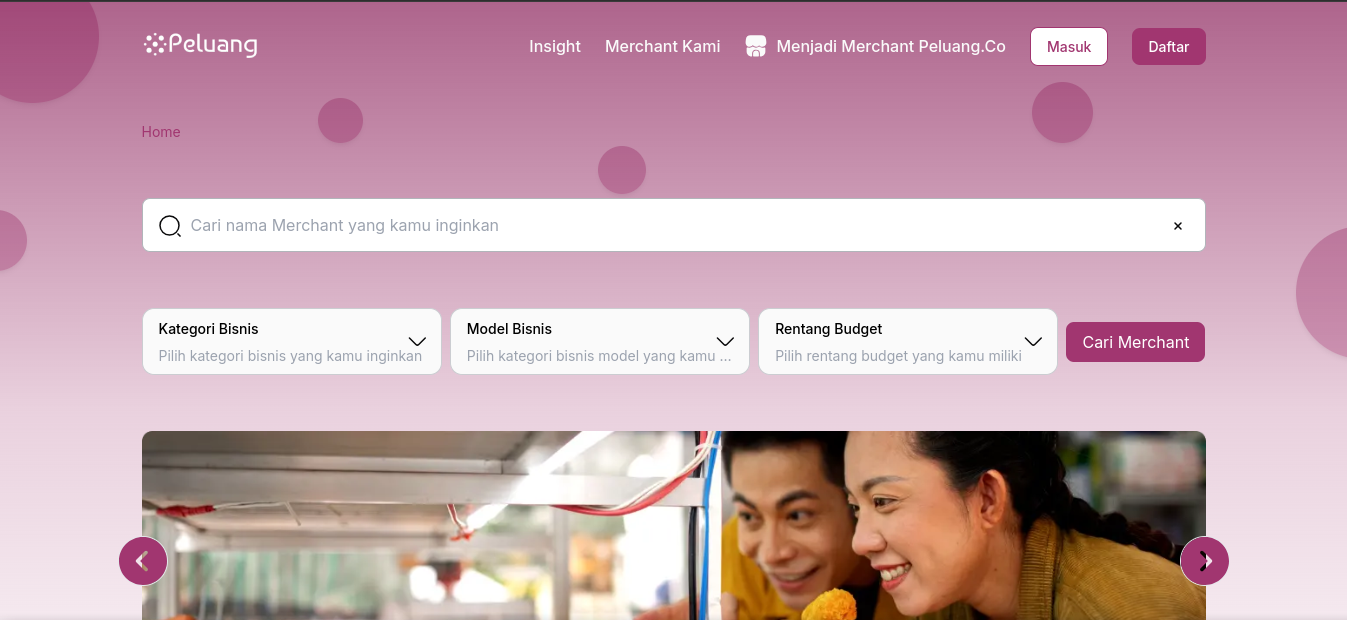 Peluang
Insight
Merchant Kami
Menjadi Merchant Peluang.Co
Masuk
Daftar
Home
Cari nama Merchant yang kamu inginkan
×
Kategori Bisnis
Pilih kategori bisnis yang kamu inginkan
Model Bisnis
Pilih kategori bisnis model yang kamu ...
Rentang Budget
Pilih rentang budget yang kamu miliki
Cari Merchant